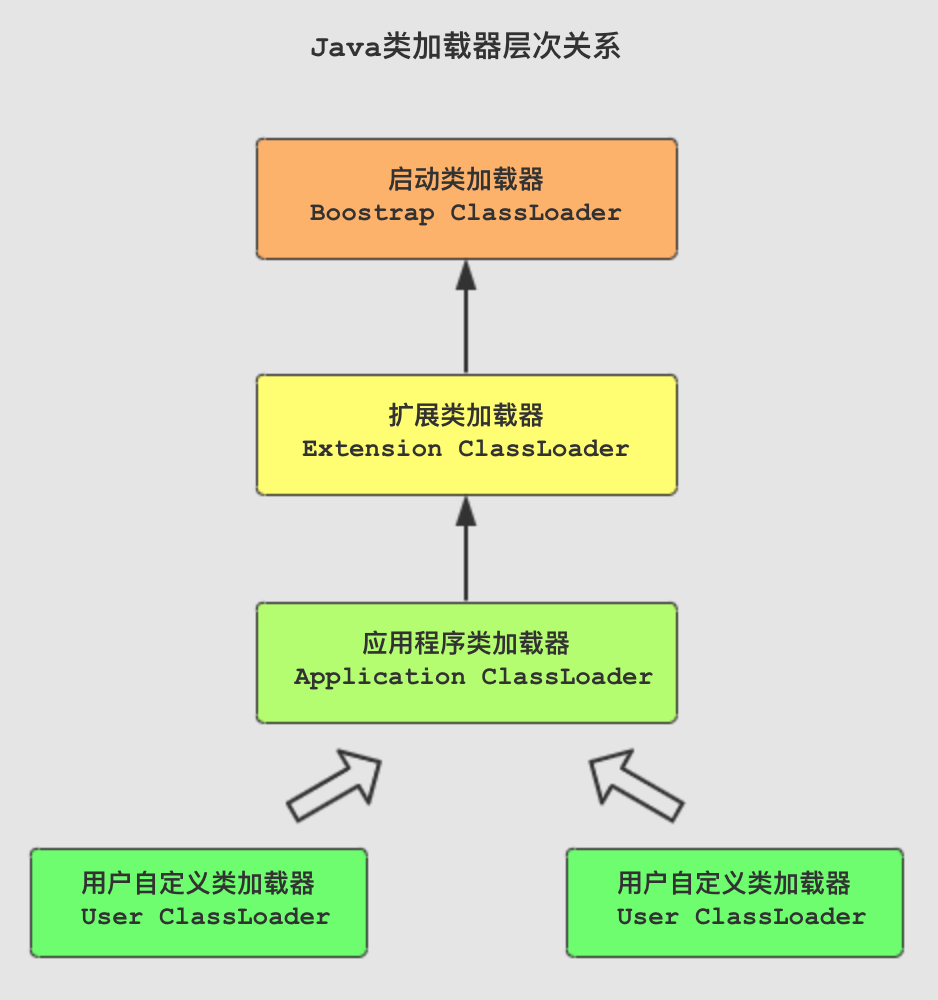 Java类加载器层次关系
启动类加载器
Boostrap ClassLoader
扩展类加载器
Extension ClassLoader
应用程序类加载器
Application ClassLoader
用户自定义类加载器
User ClassLoader
用户自定义类加载器
User ClassLoader